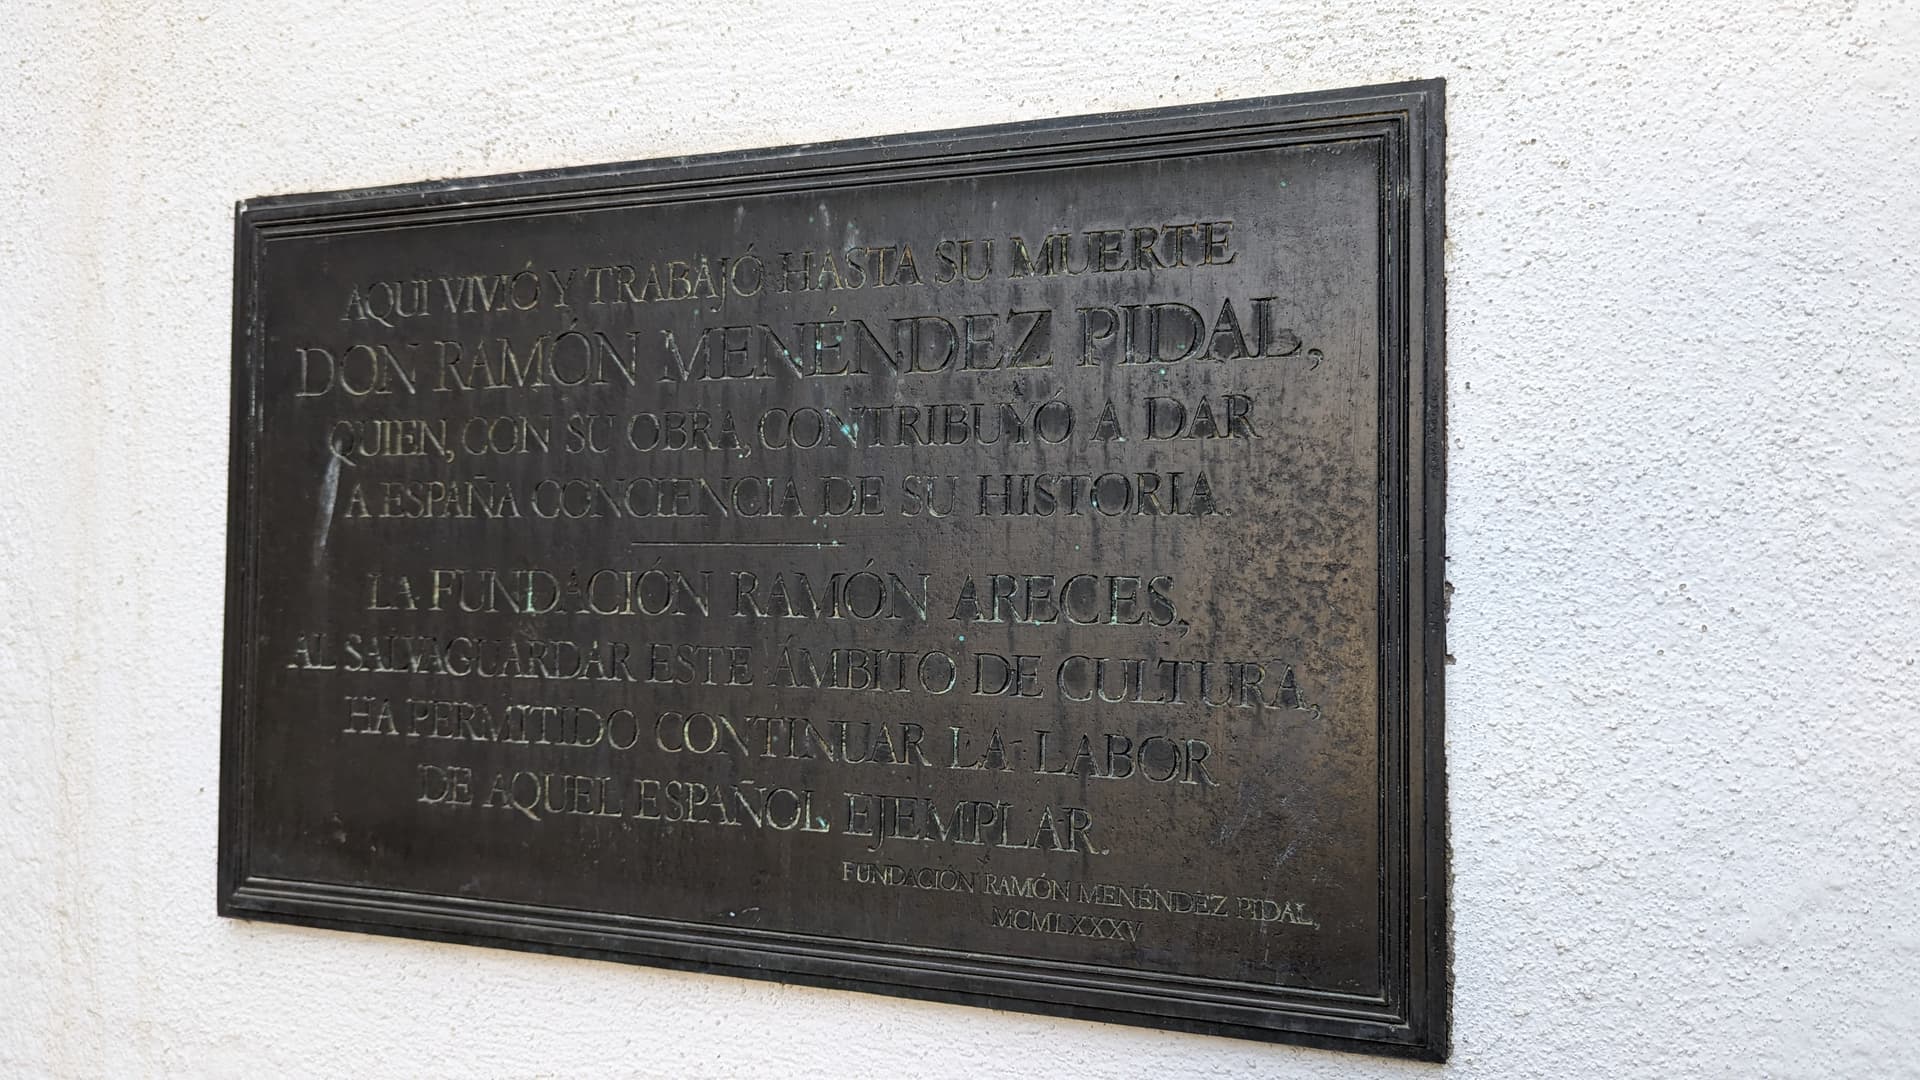 AQUI VIVIÓ Y TRABAJÓ HASTA SU MUERTE
DON RAMÓN MENÉNDEZ PIDAL,
QUIEN, CON SU OBRA, CONTRIBUYÓ A DAR
A ESPAÑA CONCIENCIA DE SU HISTORIA.
LA FUNDACIÓN RAMÓN ARECES,
AL SALVAGUARDAR ESTE ÁMBITO DE CULTURA,
HA PERMITIDO CONTINUAR LA LABOR
DE AQUEL ESPAÑOL EJEMPLAR.
FUNDACIÓN RAMÓN MENÉNDEZ PIDAL,
MCMLXXXV